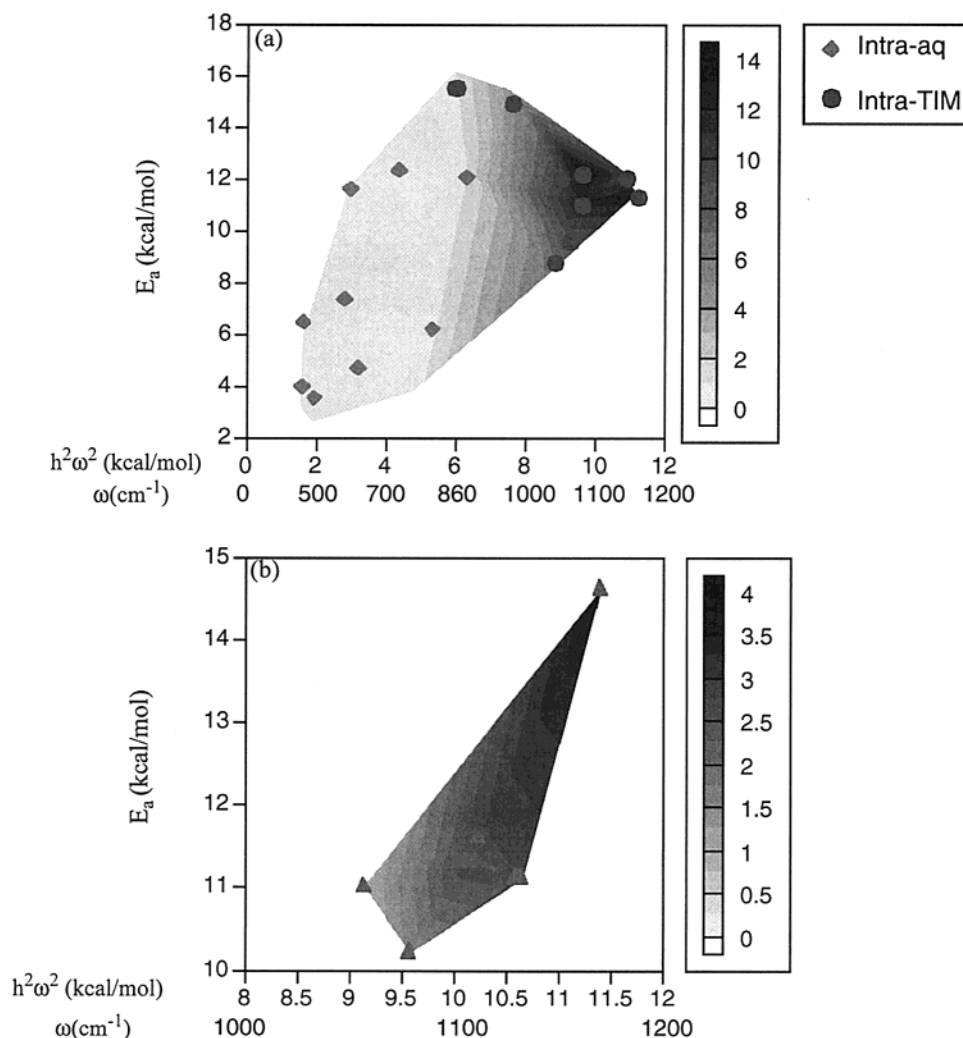 (a)
18
16
14
12
10
8
6
4
2
E_a (kcal/mol)
0 2 4 6 8 10 12
h²ω² (kcal/mol)
0 500 700 860 1000 1100 1200
ω(cm⁻¹)
14
12
10
8
6
4
2
0
Intra-aq
Intra-TIM
(b)
15
14
13
12
11
10
E_a (kcal/mol)
8 8.5 9 9.5 10 10.5 11 11.5 12
h²ω² (kcal/mol)
1000 1100 1200
ω(cm⁻¹)
4
3.5
3
2.5
2
1.5
1
0.5
0